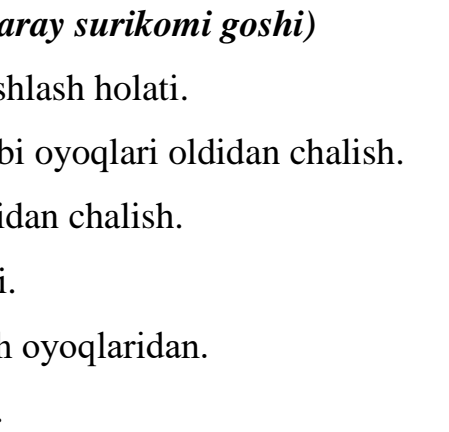 aray surikomi goshi)
shlash holati.
bi oyoqlari oldidan chalish.
idan chalish.
i.
h oyoqlaridan.
.